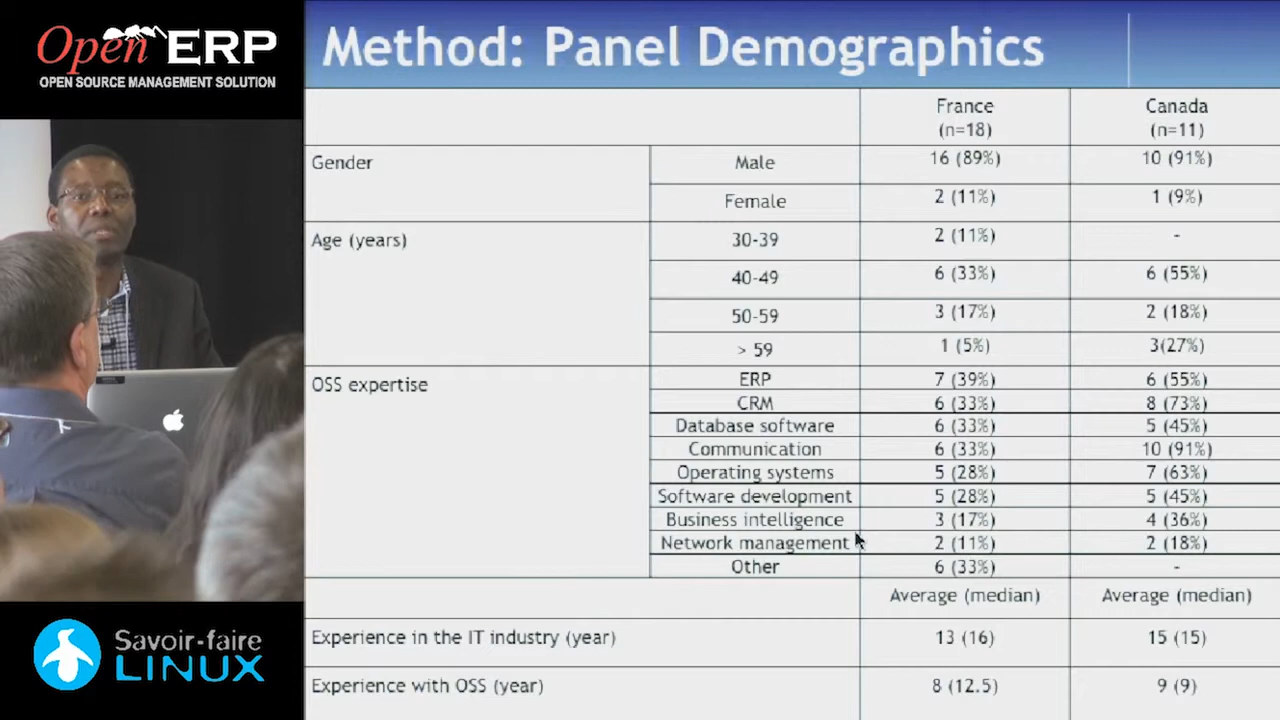 Open ERP
OPEN SOURCE MANAGEMENT SOLUTION
Method: Panel Demographics
France (n=18) Canada (n=11)
Gender Male 16 (89%) 10 (91%)
Female 2 (11%) 1 (9%)
Age (years) 30-39 2 (11%) -
40-49 6 (33%) 6 (55%)
50-59 3 (17%) 2 (18%)
> 59 1 (5%) 3(27%)
OSS expertise ERP 7 (39%) 6 (55%)
CRM 6 (33%) 8 (73%)
Database software 6 (33%) 5 (45%)
Communication 6 (33%) 10 (91%)
Operating systems 5 (28%) 7 (63%)
Software development 5 (28%) 5 (45%)
Business intelligence 3 (17%) 4 (36%)
Network management 2 (11%) 2 (18%)
Other 6 (33%) -
Average (median) Average (median)
Experience in the IT industry (year) 13 (16) 15 (15)
Experience with OSS (year) 8 (12.5) 9 (9)
Savoir-faire
LINUX